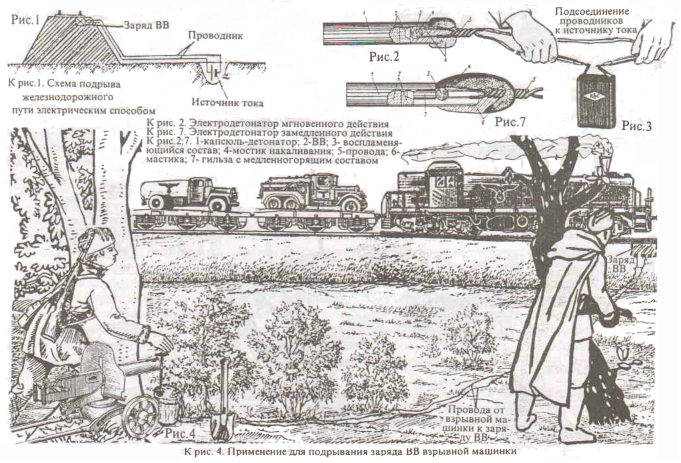 Рис.1
Заряд ВВ
Проводник
Источник тока
К рис.1. Схема подрыва
железнодорожного
пути электрическим способом
Рис.2
Подсоединение
проводников
к источнику тока
Рис.7
Рис.3
К рис. 2. Электродетонатор мгновенного действия
К рис. 7. Электродетонатор замедленного действия
К рис.2;7. 1-капсюль-детонатор; 2-ВВ; 3- воспламеня-
ющийся состав; 4-мостик накаливания; 5-провода; 6-
мастика; 7- гильза с медленногорящим составом
Заряд
ВВ
Провода от
взрывной ма-
шинки к заря-
ду ВВ
Рис.4
К рис. 4. Применение для подрывания заряда ВВ взрывной машинки